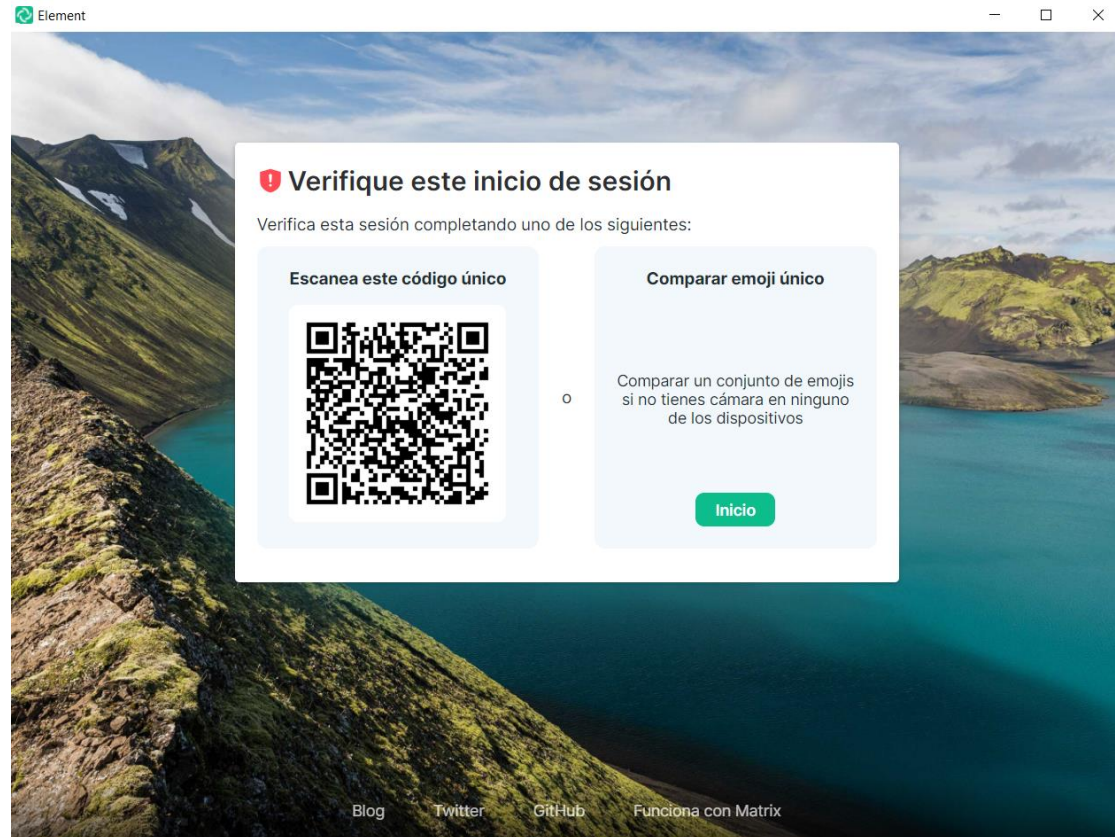 Element
Verifique este inicio de sesión
Verifica esta sesión completando uno de los siguientes:
Escanea este código único
o
Comparar emoji único
Comparar un conjunto de emojis
si no tienes cámara en ninguno
de los dispositivos
Inicio
Blog
Twitter
GitHub
Funciona con Matrix